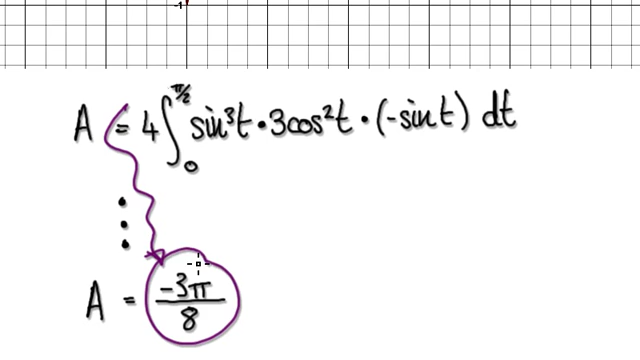 -1
A = 4∫₀^{π/2} sin³t • 3cos²t • (-sin t) dt
A = -3π/8